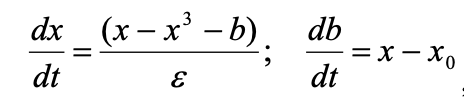 dx/dt = (x − x³ − b)/ε; db/dt = x − x₀,